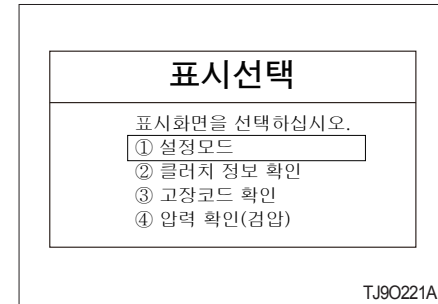 표시선택
표시화면을 선택하십시오.
① 설정모드
② 클러치 정보 확인
③ 고장코드 확인
④ 압력 확인(검압)
TJ9O221A